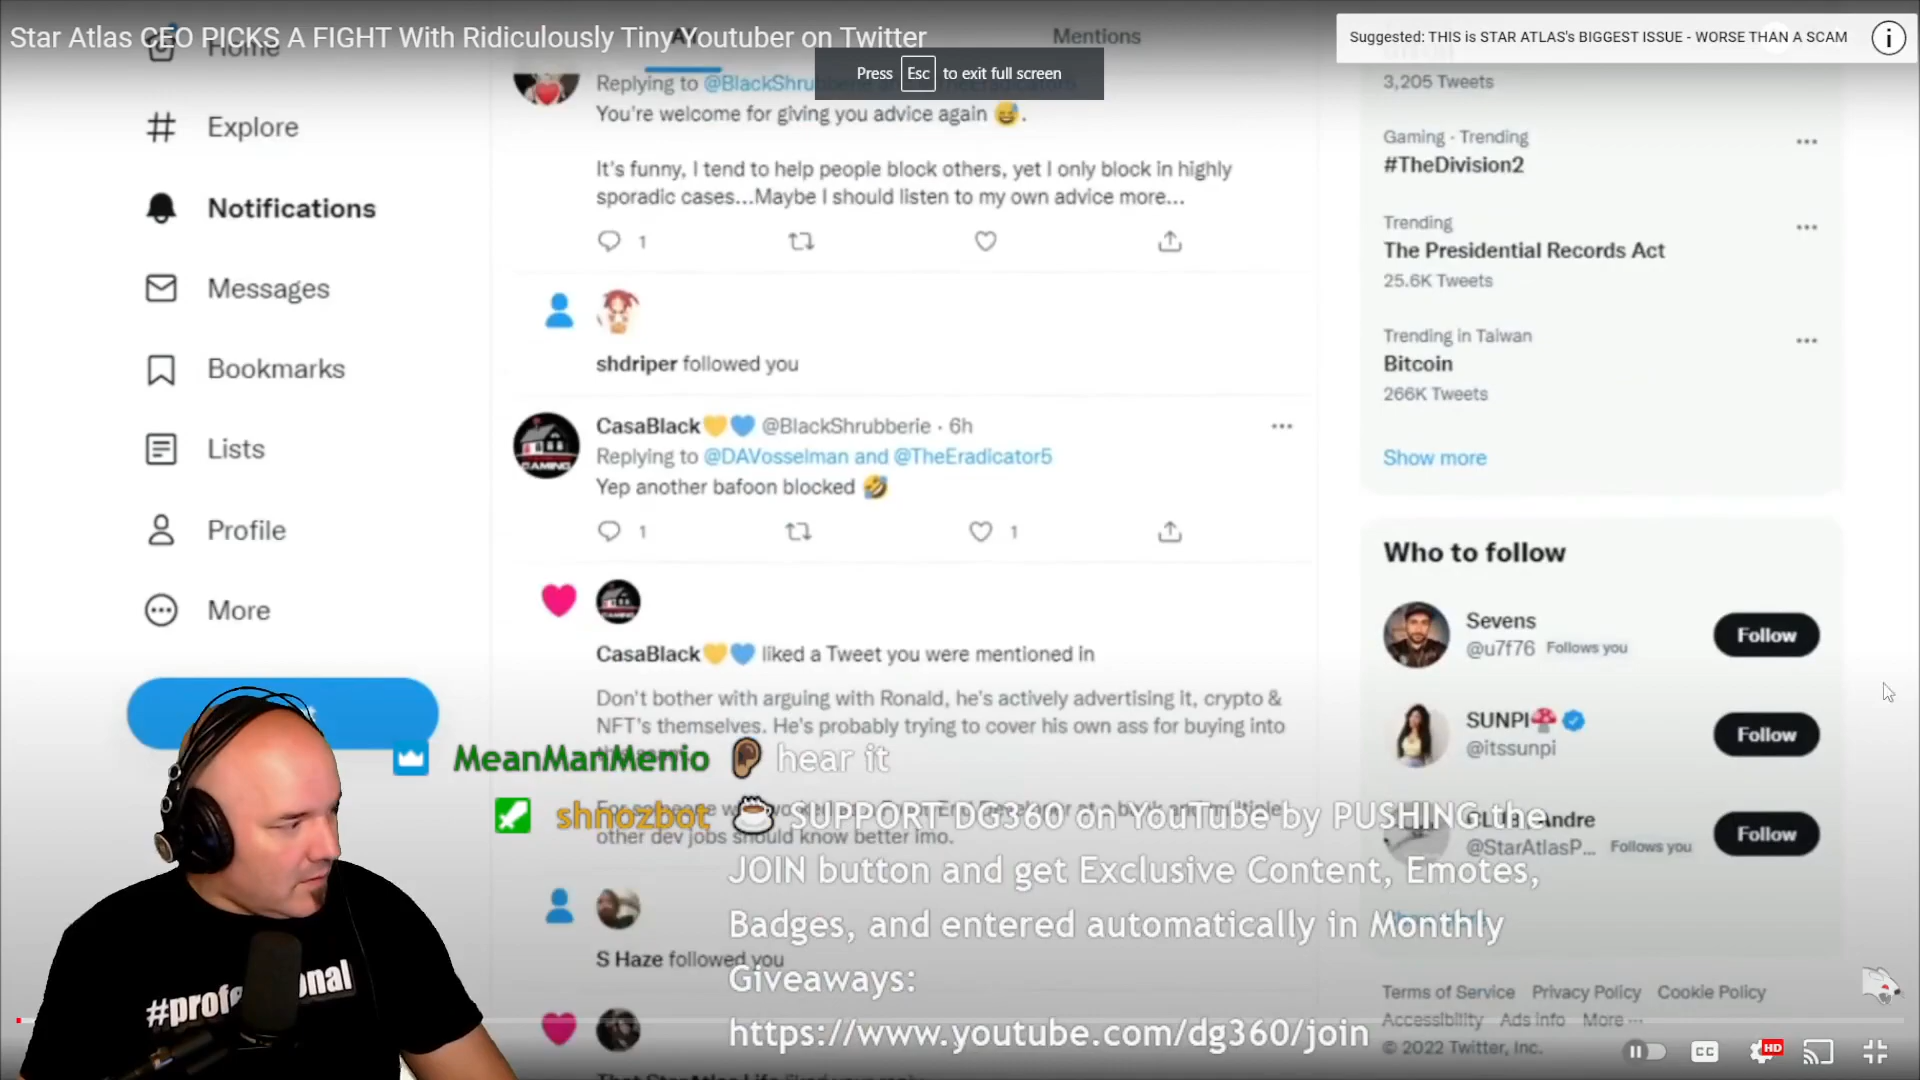 Star Atlas CEO PICKS A FIGHT With Ridiculously Tiny Youtuber on Twitter
Suggested: THIS is STAR ATLAS's BIGGEST ISSUE - WORSE THAN A SCAM
Press Esc to exit full screen
Home
Explore
Notifications
Messages
Bookmarks
Lists
Profile
More
All
Mentions
Replying to @BlackShrubberie
You're welcome for giving you advice again 😅.
It's funny, I tend to help people block others, yet I only block in highly
sporadic cases...Maybe I should listen to my own advice more...
1
shdriper followed you
CasaBlack💛💙 @BlackShrubberie · 6h
Replying to @DAVosselman and @TheEradicator5
Yep another bafoon blocked 🤣
1 1
GAMING
CasaBlack💛💙 liked a Tweet you were mentioned in
Don't bother with arguing with Ronald, he's actively advertising it, crypto &
NFT's themselves. He's probably trying to cover his own ass for buying into
other dev jobs should know better imo.
S Haze followed you
3,205 Tweets
Gaming · Trending
#TheDivision2
Trending
The Presidential Records Act
25.6K Tweets
Trending in Taiwan
Bitcoin
266K Tweets
Show more
Who to follow
Sevens
@u7f76 Follows you
Follow
SUNPI🍄
@itssunpi
Follow
Andre
@StarAtlasP... Follows you
Follow
Terms of Service Privacy Policy Cookie Policy
Accessibility Ads info More ···
© 2022 Twitter, Inc.
MeanManMenio 👂 hear it
shnozbot ☕ SUPPORT DG360 on YouTube by PUSHING the
JOIN button and get Exclusive Content, Emotes,
Badges, and entered automatically in Monthly
Giveaways:
https://www.youtube.com/dg360/join
CC
HD